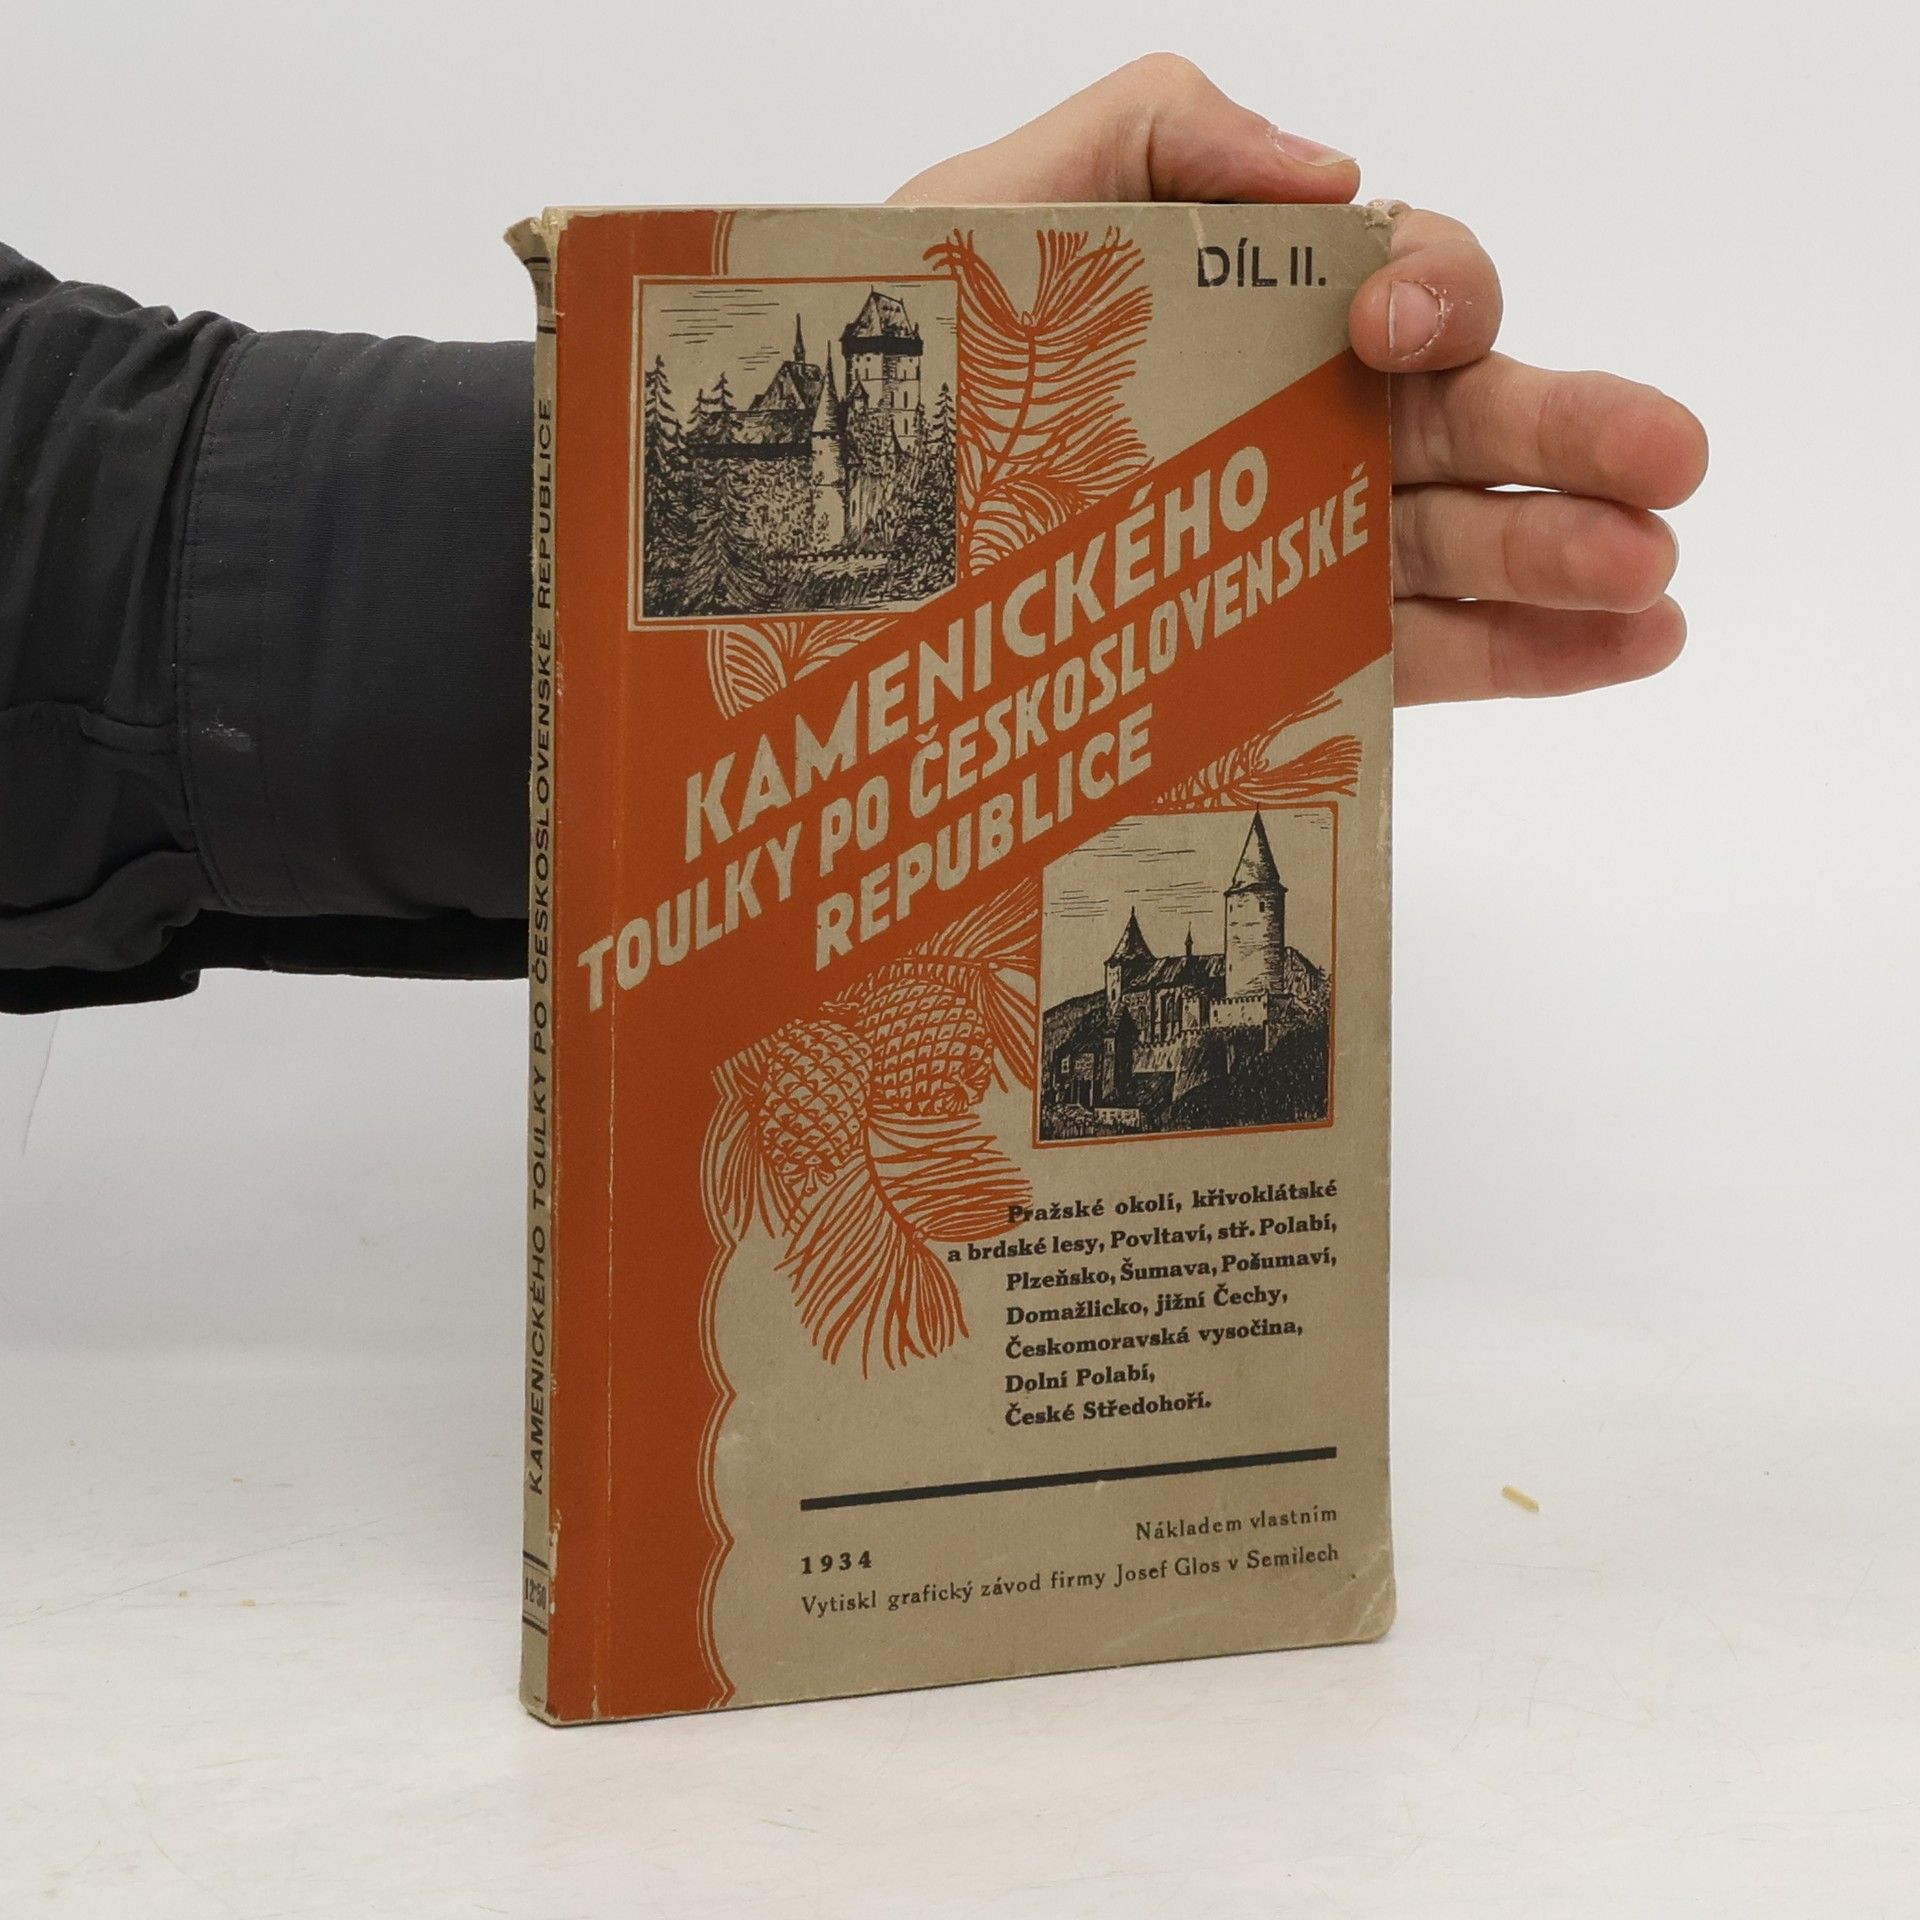 DÍL II.
KAMENICKÉHO
TOULKY PO ČESKOSLOVENSKÉ
REPUBLICE
Pražské okolí, křivoklátské
a brdské lesy, Povltaví, stř. Polabí,
Plzeňsko, Šumava, Pošumaví,
Domažlicko, jižní Čechy,
Českomoravská vysočina,
Dolní Polabí,
České Středohoří.
Nákladem vlastním
1934
Vytiskl grafický závod firmy Josef Glos v Semilech
KAMENICKÉHO TOULKY PO ČESKOSLOVENSKÉ REPUBLICE
12·50